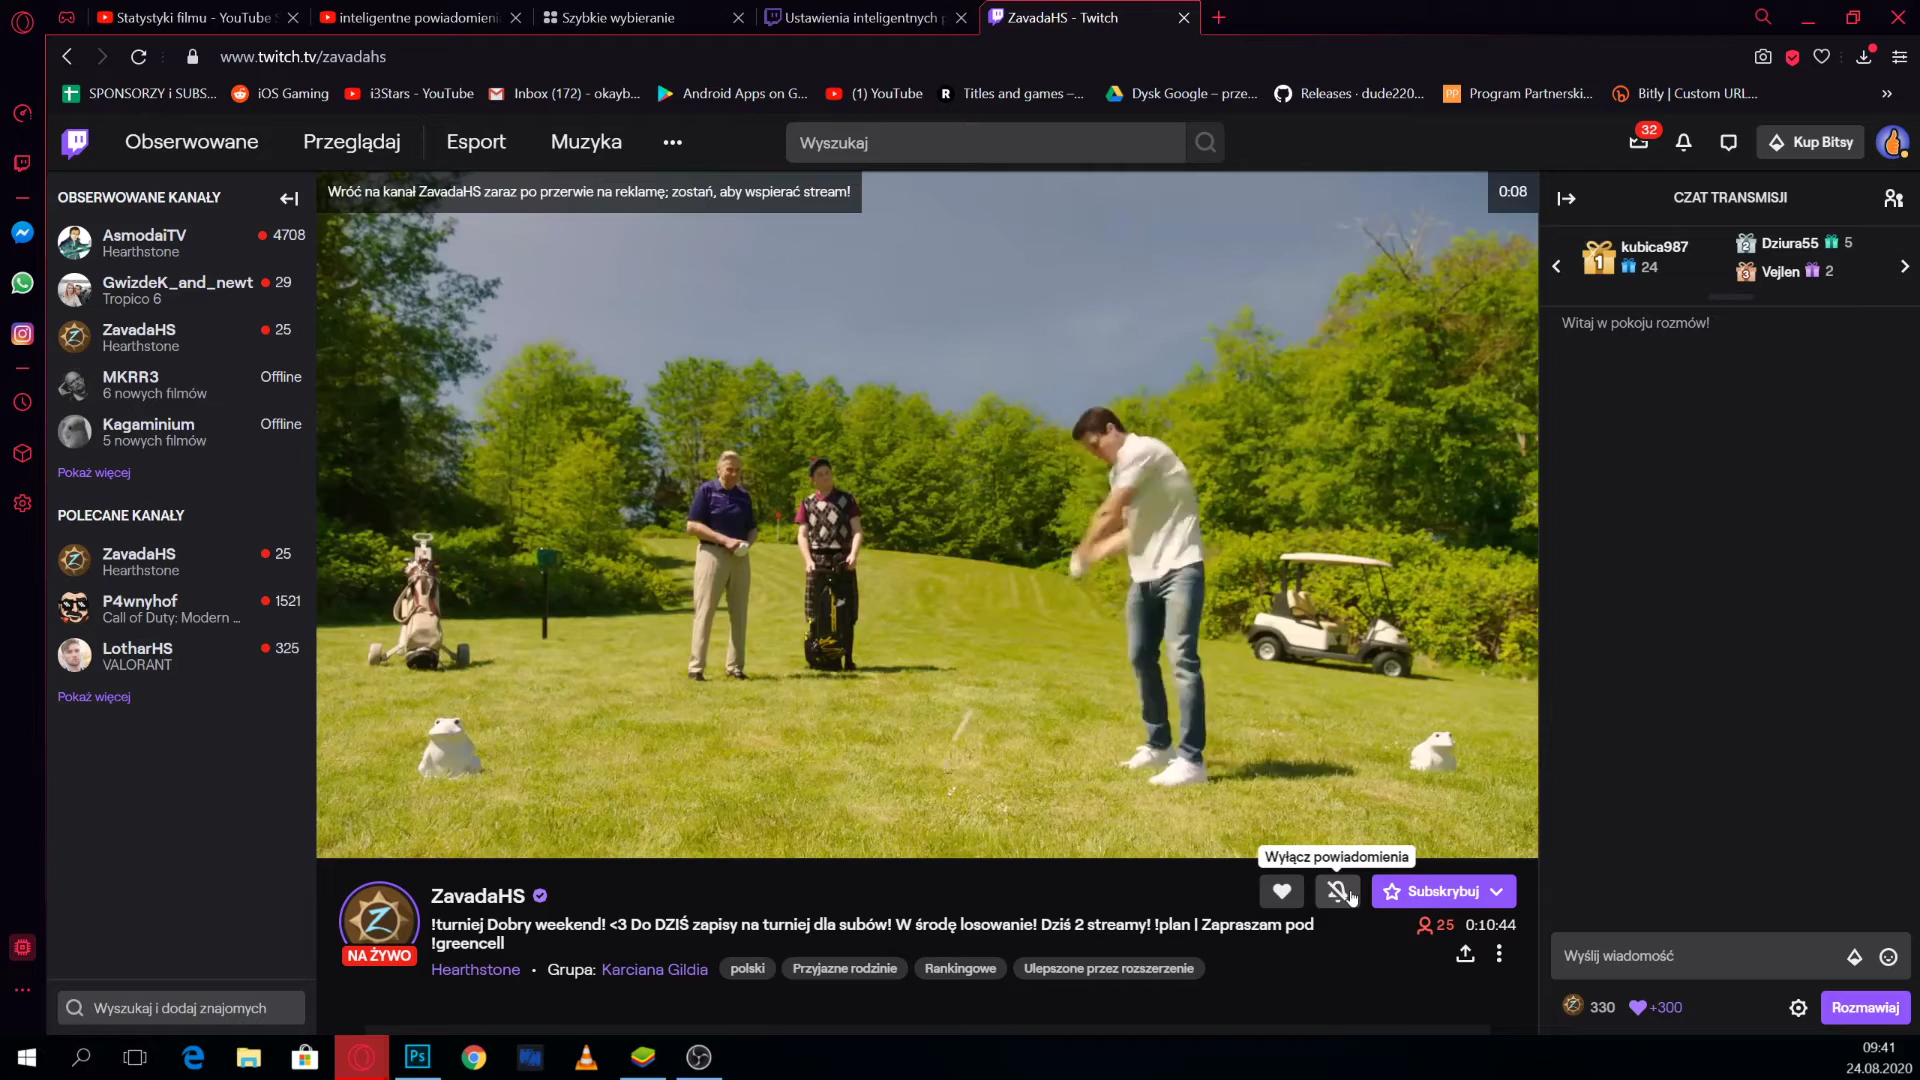 Statystyki filmu - YouTube S
inteligentne powiadomieni
Szybkie wybieranie
Ustawienia inteligentnych p
ZavadaHS - Twitch
www.twitch.tv/zavadahs
SPONSORZY i SUBS...
iOS Gaming
i3Stars - YouTube
Inbox (172) - okayb...
Android Apps on G...
(1) YouTube
Titles and games –...
Dysk Google – prze...
Releases · dude220...
Program Partnerski...
Bitly | Custom URL...
Obserwowane
Przeglądaj
Esport
Muzyka
Wyszukaj
32
Kup Bitsy
OBSERWOWANE KANAŁY
AsmodaiTV
4708
Hearthstone
GwizdeK_and_newt
29
Tropico 6
ZavadaHS
25
Hearthstone
MKRR3
Offline
6 nowych filmów
Kagaminium
Offline
5 nowych filmów
Pokaż więcej
POLECANE KANAŁY
ZavadaHS
25
Hearthstone
P4wnyhof
1521
Call of Duty: Modern ...
LotharHS
325
VALORANT
Pokaż więcej
Wyszukaj i dodaj znajomych
Wróć na kanał ZavadaHS zaraz po przerwie na reklamę; zostań, aby wspierać stream!
0:08
Wyłącz powiadomienia
ZavadaHS
Subskrybuj
!turniej Dobry weekend! <3 Do DZIŚ zapisy na turniej dla subów! W środę losowanie! Dziś 2 streamy! !plan | Zapraszam pod
!greencell
25
0:10:44
NA ŻYWO
Hearthstone • Grupa: Karciana Gildia
polski
Przyjazne rodzinie
Rankingowe
Ulepszone przez rozszerzenie
CZAT TRANSMISJI
1
kubica987
24
2
Dziura55
5
3
Vejlen
2
Witaj w pokoju rozmów!
Wyślij wiadomość
330
+300
Rozmawiaj
Ps
09:41
24.08.2020